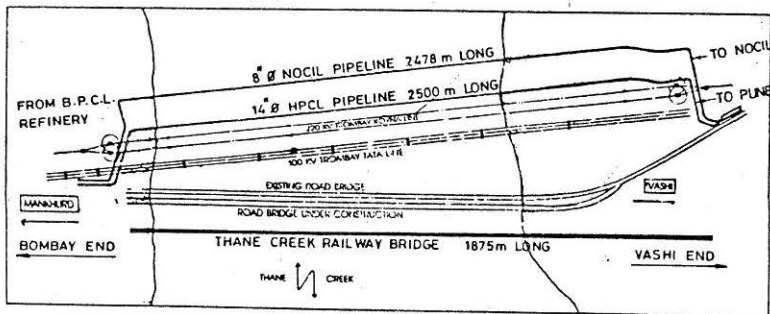 8" Ø NOCIL PIPELINE 2478 m LONG
TO NOCIL
FROM B.P.C.L.
REFINERY
14" Ø HPCL PIPELINE 2500 m LONG
TO PUNE
220 KV TROMBAY KOYNA LINE
100 KV TROMBAY TATA LINE
EXISTING ROAD BRIDGE
VASHI
MANKHURD
ROAD BRIDGE UNDER CONSTRUCTION
BOMBAY END
THANE CREEK RAILWAY BRIDGE 1875m LONG
VASHI END
THANE CREEK